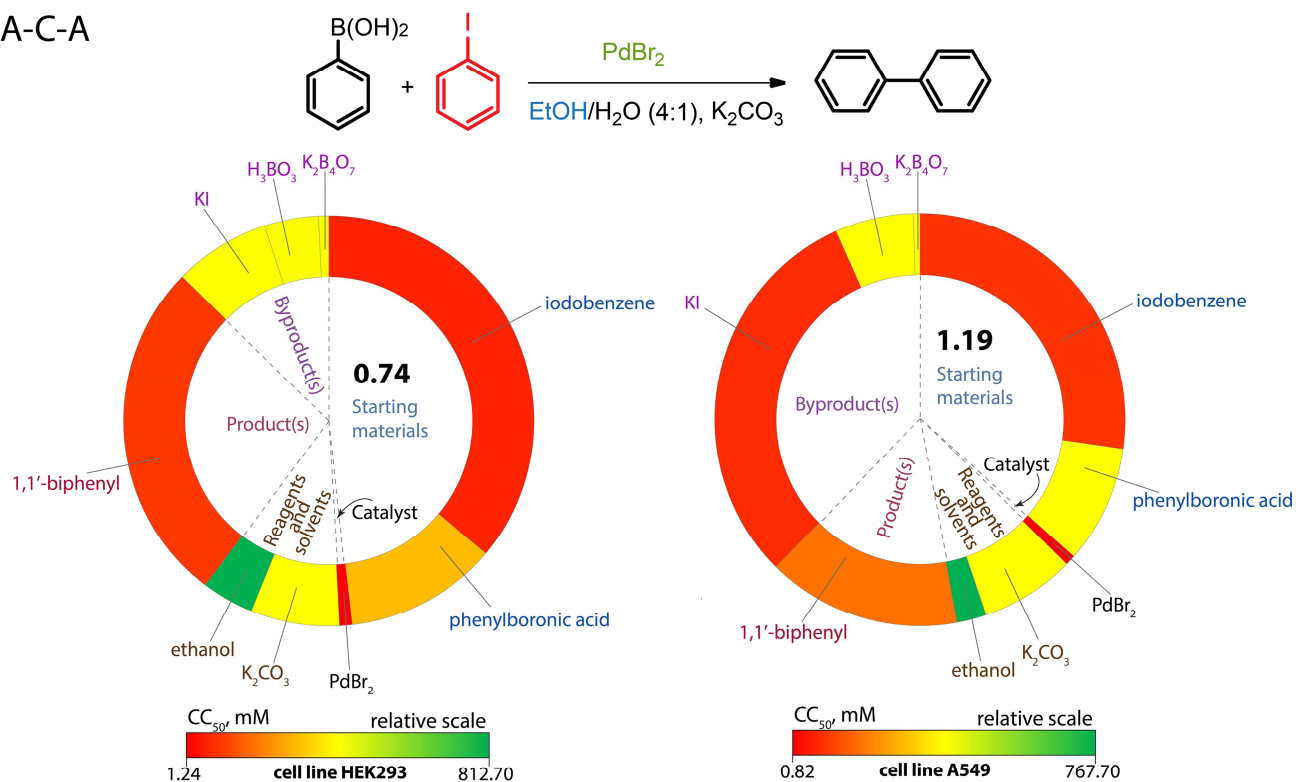 A-C-A
B(OH)2
I
+
PdBr2
EtOH/H2O (4:1), K2CO3
KI
H3BO3
K2B4O7
iodobenzene
Byproduct(s)
0.74
Starting
materials
Product(s)
1,1'-biphenyl
Reagents
and
solvents
Catalyst
phenylboronic acid
ethanol
K2CO3
PdBr2
CC50, mM
relative scale
1.24
cell line HEK293
812.70
H3BO3
K2B4O7
KI
iodobenzene
1.19
Starting
materials
Byproduct(s)
Product(s)
Reagents
and
solvents
Catalyst
phenylboronic acid
PdBr2
1,1'-biphenyl
ethanol
K2CO3
CC50, mM
relative scale
0.82
cell line A549
767.70